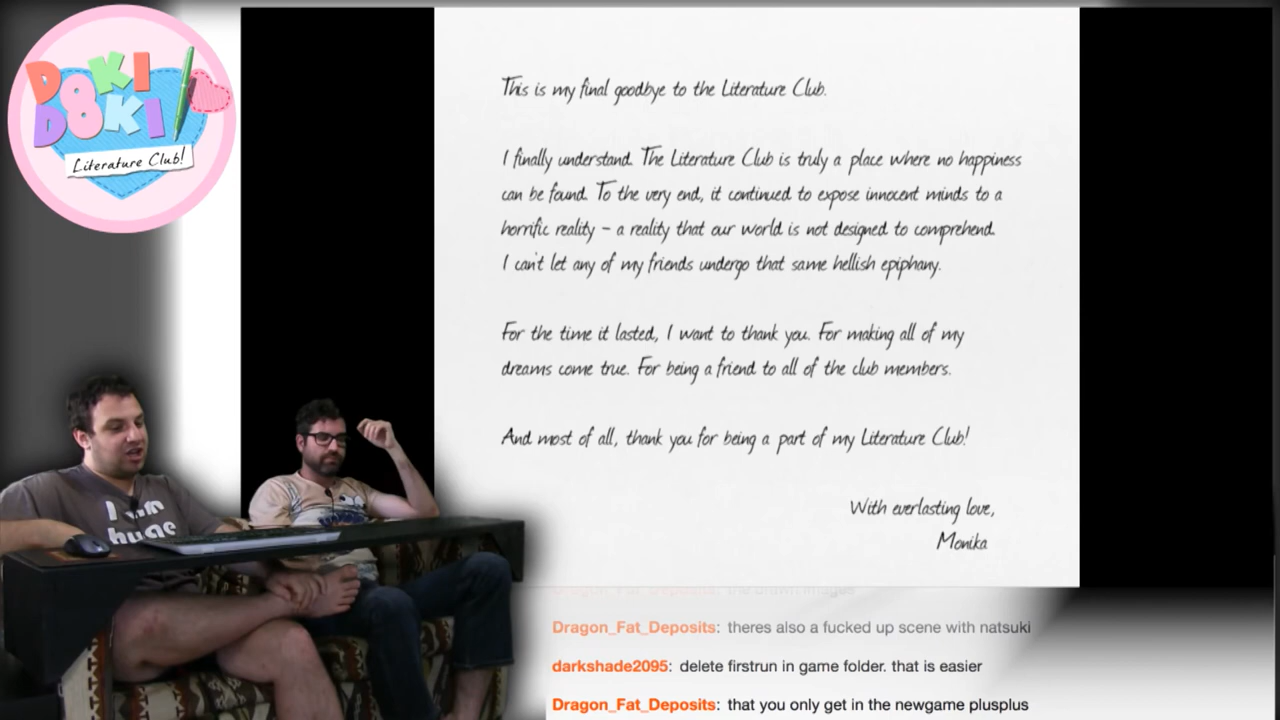 DOKI
DOKI
Literature Club!
This is my final goodbye to the Literature Club.
I finally understand. The Literature Club is truly a place where no happiness
can be found. To the very end, it continued to expose innocent minds to a
horrific reality - a reality that our world is not designed to comprehend.
I can't let any of my friends undergo that same hellish epiphany.
For the time it lasted, I want to thank you. For making all of my
dreams come true. For being a friend to all of the club members.
And most of all, thank you for being a part of my Literature Club!
With everlasting love,
Monika
I am
huge
Dragon_Fat_Deposits: theres also a fucked up scene with natsuki
darkshade2095: delete firstrun in game folder. that is easier
Dragon_Fat_Deposits: that you only get in the newgame plusplus